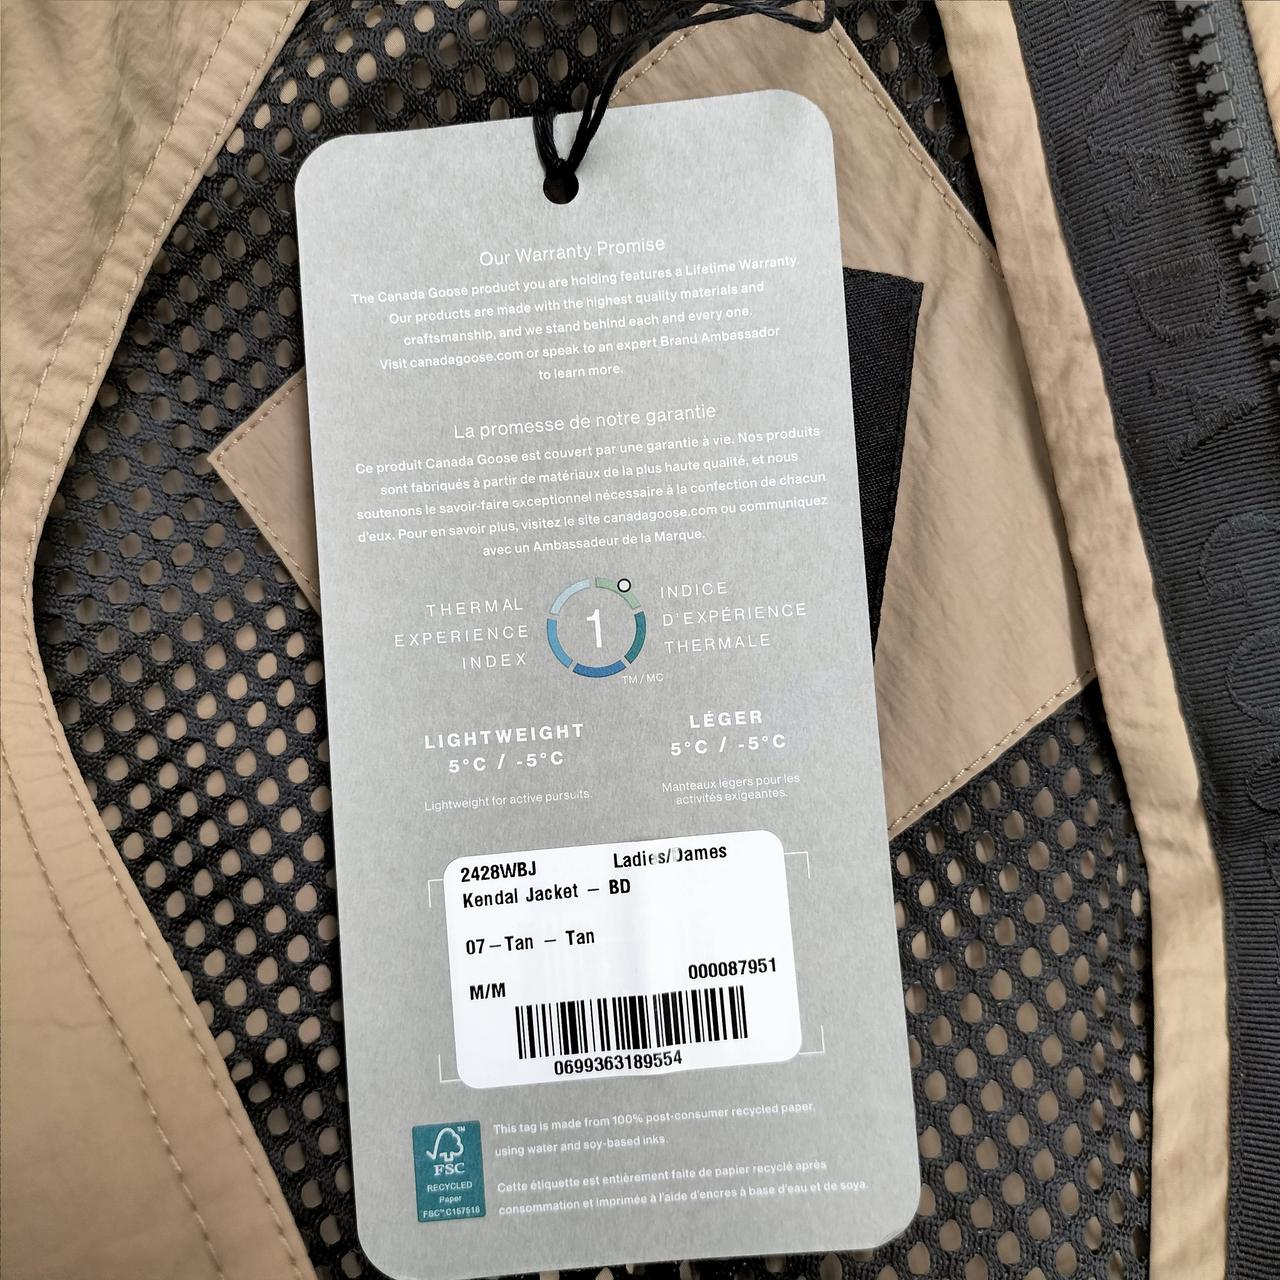 Our Warranty Promise
The Canada Goose product you are holding features a Lifetime Warranty.
Our products are made with the highest quality materials and
craftsmanship, and we stand behind each and every one.
Visit canadagoose.com or speak to an expert Brand Ambassador
to learn more.
La promesse de notre garantie
Ce produit Canada Goose est couvert par une garantie à vie. Nos produits
sont fabriqués à partir de matériaux de la plus haute qualité, et nous
soutenons le savoir-faire exceptionnel nécessaire à la confection de chacun
d'eux. Pour en savoir plus, visitez le site canadagoose.com ou communiquez
avec un Ambassadeur de la Marque.
THERMAL
EXPERIENCE
INDEX
1
TM/MC
INDICE
D'EXPÉRIENCE
THERMALE
LIGHTWEIGHT
5°C / -5°C
Lightweight for active pursuits.
LÉGER
5°C / -5°C
Manteaux légers pour les
activités exigeantes.
2428WBJ Ladies/Dames
Kendal Jacket – BD
07–Tan – Tan
M/M 000087951
0699363189554
FSC™
RECYCLED
Paper
FSC™ C157518
This tag is made from 100% post-consumer recycled paper,
using water and soy-based inks.
Cette étiquette est entièrement faite de papier recyclé après
consommation et imprimée à l'aide d'encres à base d'eau et de soya.